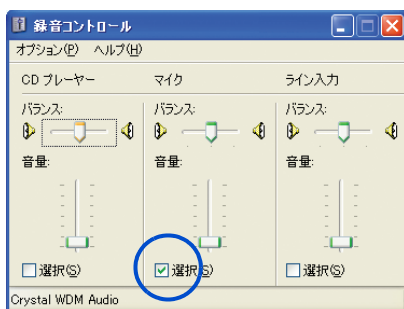 録音コントロール
オプション(P) ヘルプ(H)
CD プレーヤー マイク ライン入力
バランス: バランス: バランス:
音量: 音量: 音量:
選択(S) 選択(S) 選択(S)
Crystal WDM Audio